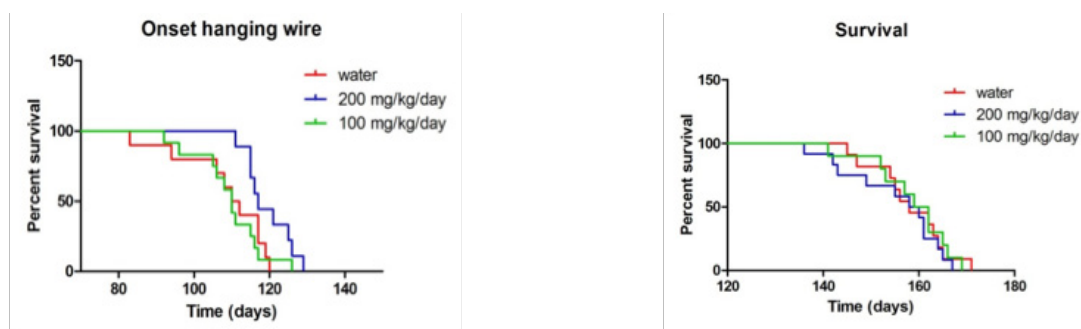 Onset hanging wire
150
100
50
0
Percent survival
80 100 120 140
Time (days)
water
200 mg/kg/day
100 mg/kg/day
Survival
150
100
50
0
Percent survival
120 140 160 180
Time (days)
water
200 mg/kg/day
100 mg/kg/day